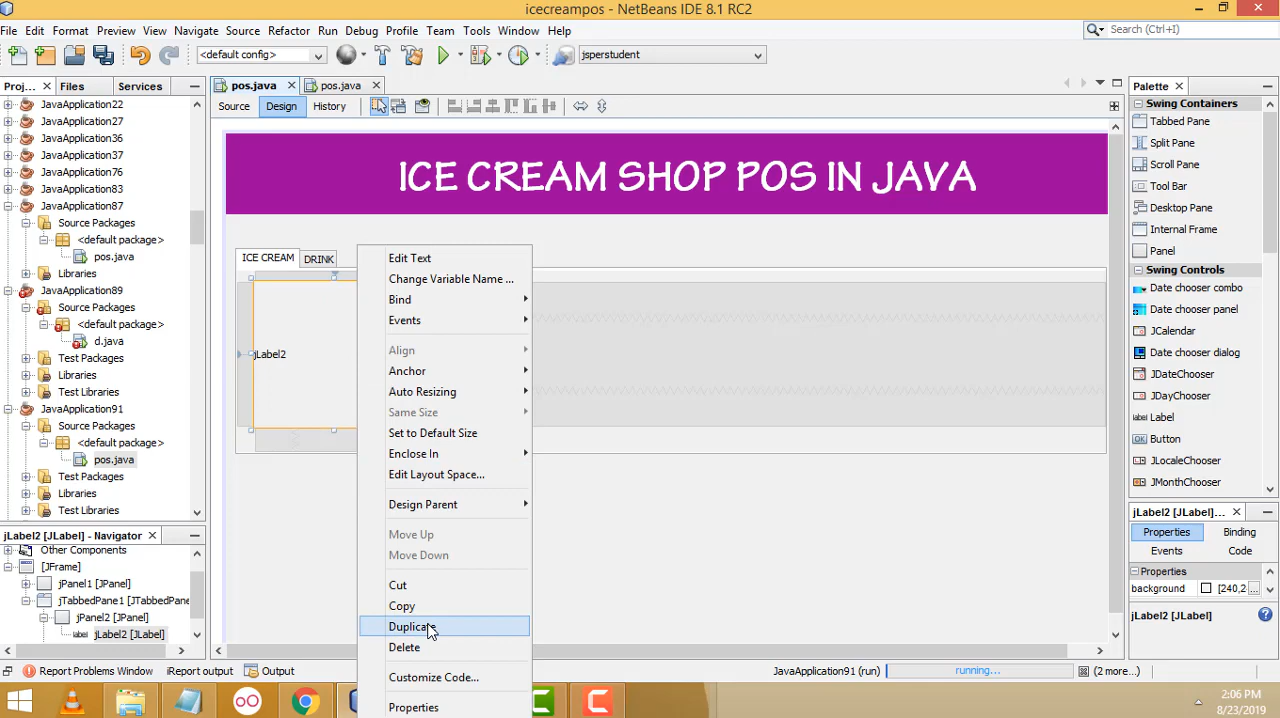 icecreampos - NetBeans IDE 8.1 RC2
File Edit Format Preview View Navigate Source Refactor Run Debug Profile Team Tools Window Help
Search (Ctrl+I)
<default config>
jsperstudent
Proj...
Files
Services
pos.java
pos.java
Palette
Source
Design
History
JavaApplication22
JavaApplication27
JavaApplication36
JavaApplication37
JavaApplication76
JavaApplication83
JavaApplication87
Source Packages
<default package>
pos.java
Libraries
JavaApplication89
Source Packages
<default package>
d.java
Test Packages
Libraries
Test Libraries
JavaApplication91
Source Packages
<default package>
pos.java
Test Packages
Libraries
Test Libraries
jLabel2 [JLabel] - Navigator
Other Components
[JFrame]
jPanel1 [JPanel]
jTabbedPane1 [JTabbedPane
jPanel2 [JPanel]
label
jLabel2 [JLabel]
ICE CREAM SHOP POS IN JAVA
ICE CREAM
DRINK
jLabel2
Edit Text
Change Variable Name ...
Bind
Events
Align
Anchor
Auto Resizing
Same Size
Set to Default Size
Enclose In
Edit Layout Space...
Design Parent
Move Up
Move Down
Cut
Copy
Duplicate
Delete
Customize Code...
Properties
Swing Containers
Tabbed Pane
Split Pane
Scroll Pane
Tool Bar
Desktop Pane
Internal Frame
Panel
Swing Controls
Date chooser combo
Date chooser panel
JCalendar
Date chooser dialog
JDateChooser
JDayChooser
label Label
OK Button
JLocaleChooser
JMonthChooser
jLabel2 [JLabel]...
Properties
Binding
Events
Code
Properties
background
[240,2
...
jLabel2 [JLabel]
Report Problems Window
iReport output
Output
JavaApplication91 (run)
running...
(2 more...)
2:06 PM
8/23/2019